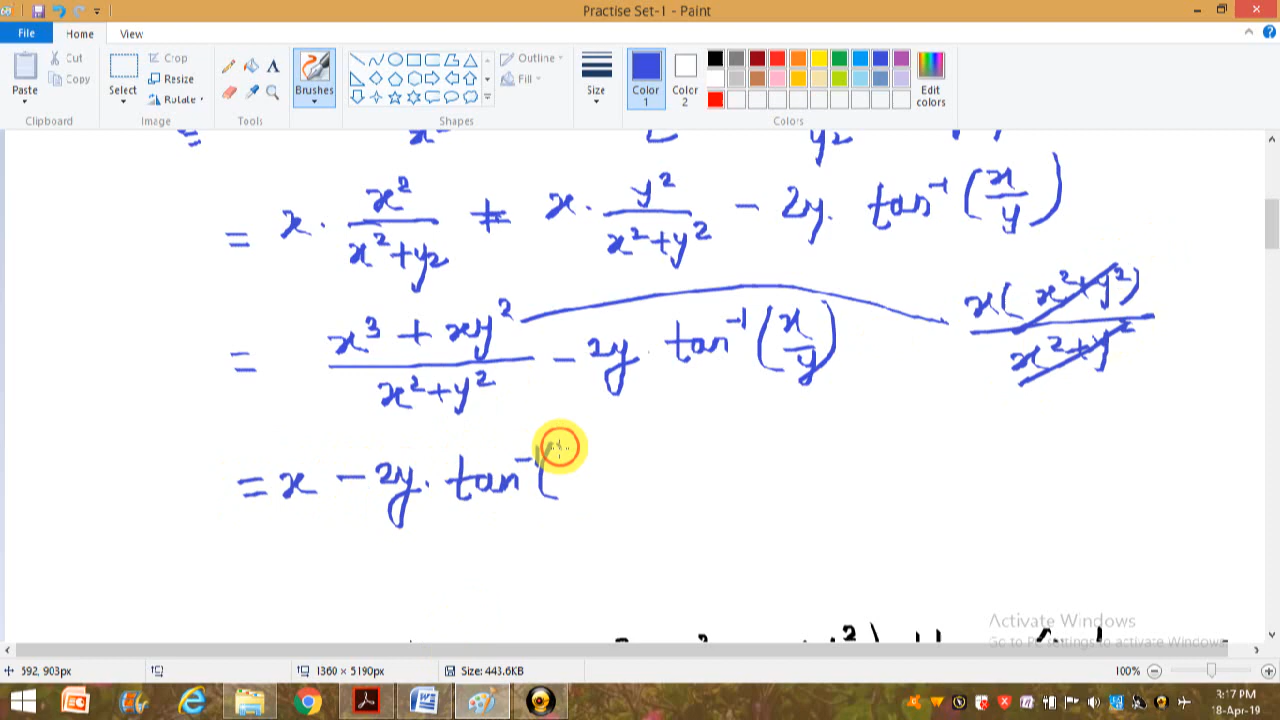 Practise Set-1 - Paint
File Home View
Paste
Cut
Copy
Select
Crop
Resize
Rotate
Brushes
Outline
Fill
Size
Color 1
Color 2
Edit colors
Clipboard Image Tools Shapes Colors
= x · x²/(x²+y2) + x · y²/(x²+y²) − 2y · tan⁻¹(x/y)
= (x³ + xy²)/(x²+y²) − 2y · tan⁻¹(x/y) x(x²+y²)/(x²+y²)
= x − 2y · tan⁻¹(
Activate Windows
Go to PC settings to activate Windows.
592, 903px 1360 × 5190px Size: 443.6KB 100%
3:17 PM
18-Apr-19